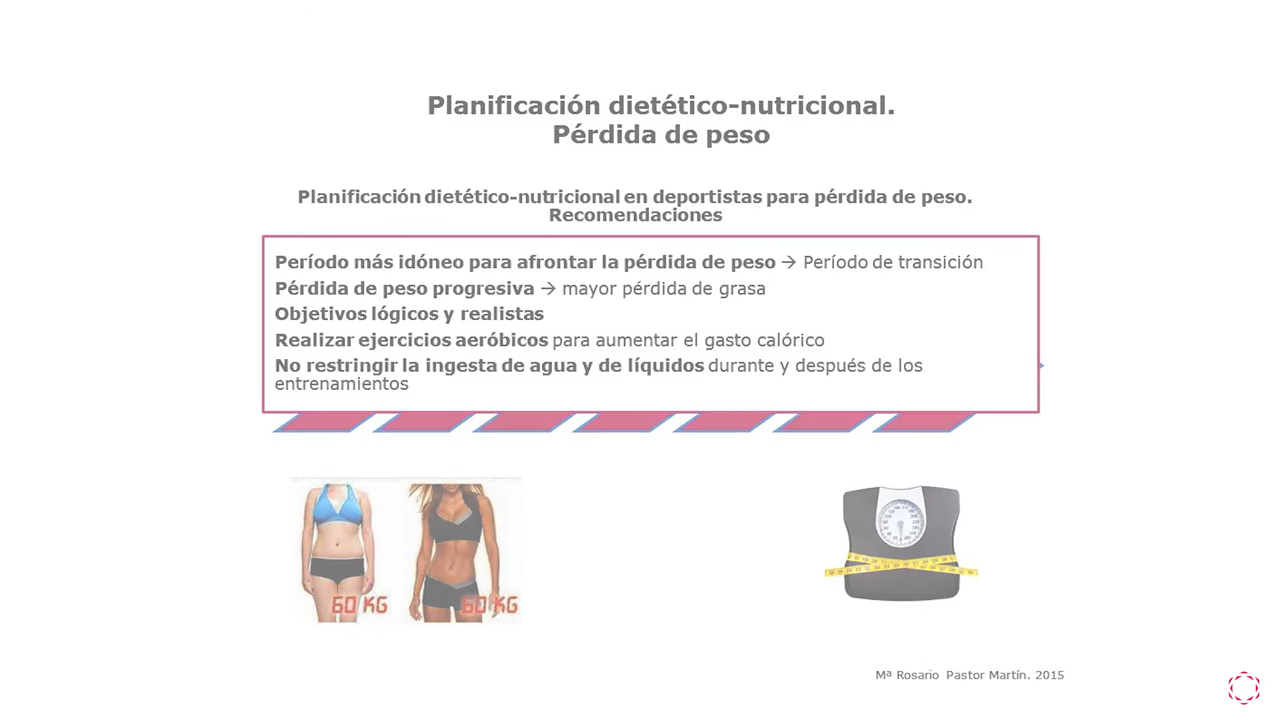 Planificación dietético-nutricional.
Pérdida de peso
Planificación dietético-nutricional en deportistas para pérdida de peso.
Recomendaciones
Período más idóneo para afrontar la pérdida de peso → Período de transición
Pérdida de peso progresiva → mayor pérdida de grasa
Objetivos lógicos y realistas
Realizar ejercicios aeróbicos para aumentar el gasto calórico
No restringir la ingesta de agua y de líquidos durante y después de los
entrenamientos
60 KG 60 KG
Mª Rosario Pastor Martín. 2015